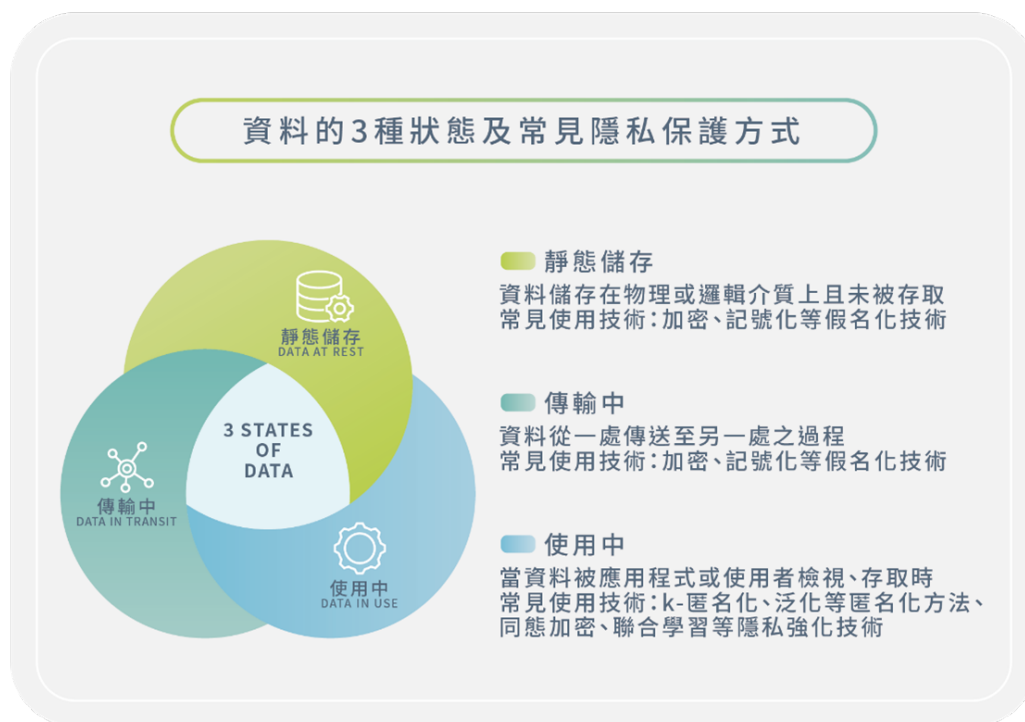 資料的3種狀態及常見隱私保護方式
靜態儲存
DATA AT REST
3 STATES
OF
DATA
傳輸中
DATA IN TRANSIT
使用中
DATA IN USE
靜態儲存
資料儲存在物理或邏輯介質上且未被存取
常見使用技術：加密、記號化等假名化技術
傳輸中
資料從一處傳送至另一處之過程
常見使用技術：加密、記號化等假名化技術
使用中
當資料被應用程式或使用者檢視、存取時
常見使用技術：k-匿名化、泛化等匿名化方法、
同態加密、聯合學習等隱私強化技術